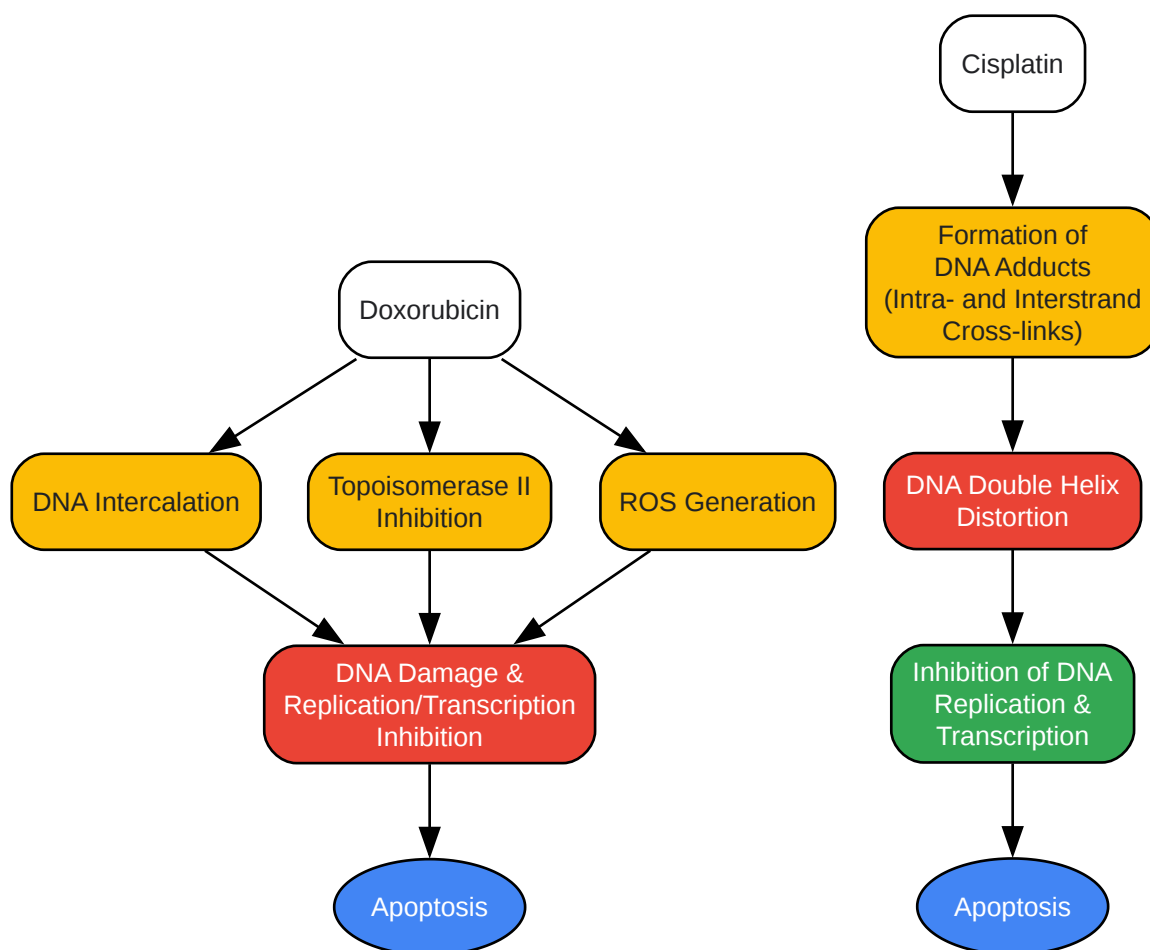 Doxorubicin
DNA Intercalation
Topoisomerase II
Inhibition
ROS Generation
DNA Damage &
Replication/Transcription
Inhibition
Apoptosis
Cisplatin
Formation of
DNA Adducts
(Intra- and Interstrand
Cross-links)
DNA Double Helix
Distortion
Inhibition of DNA
Replication &
Transcription
Apoptosis